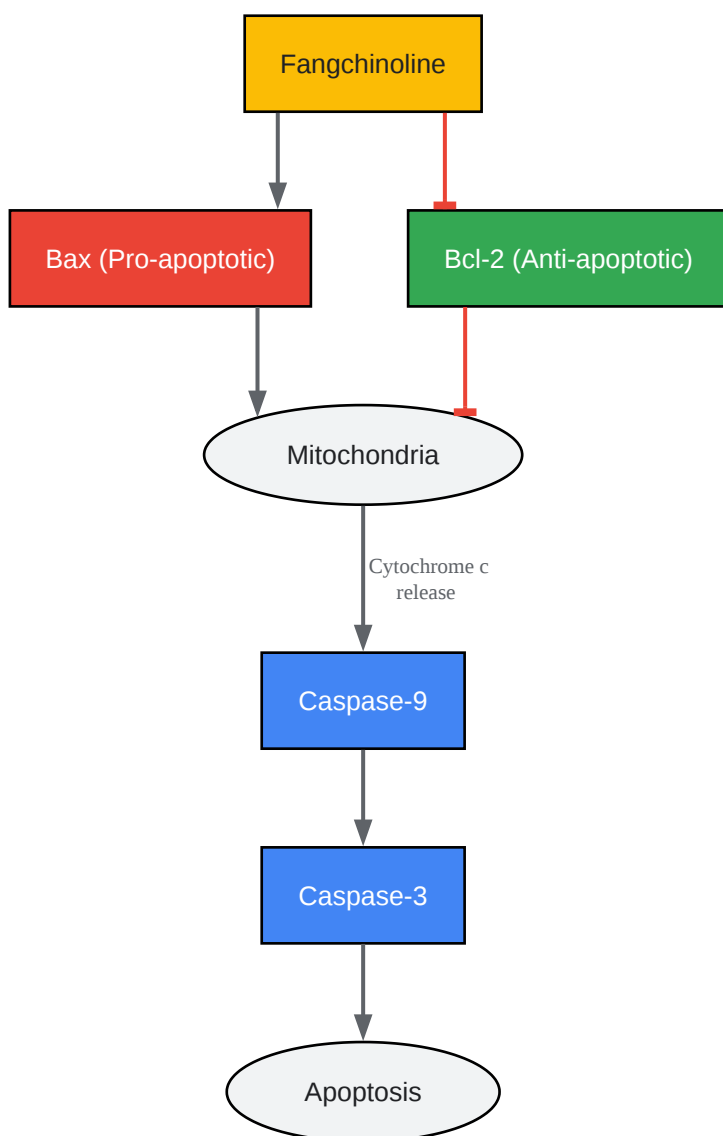 Fangchinoline
Bax (Pro-apoptotic)
Bcl-2 (Anti-apoptotic)
Mitochondria
Cytochrome c
release
Caspase-9
Caspase-3
Apoptosis